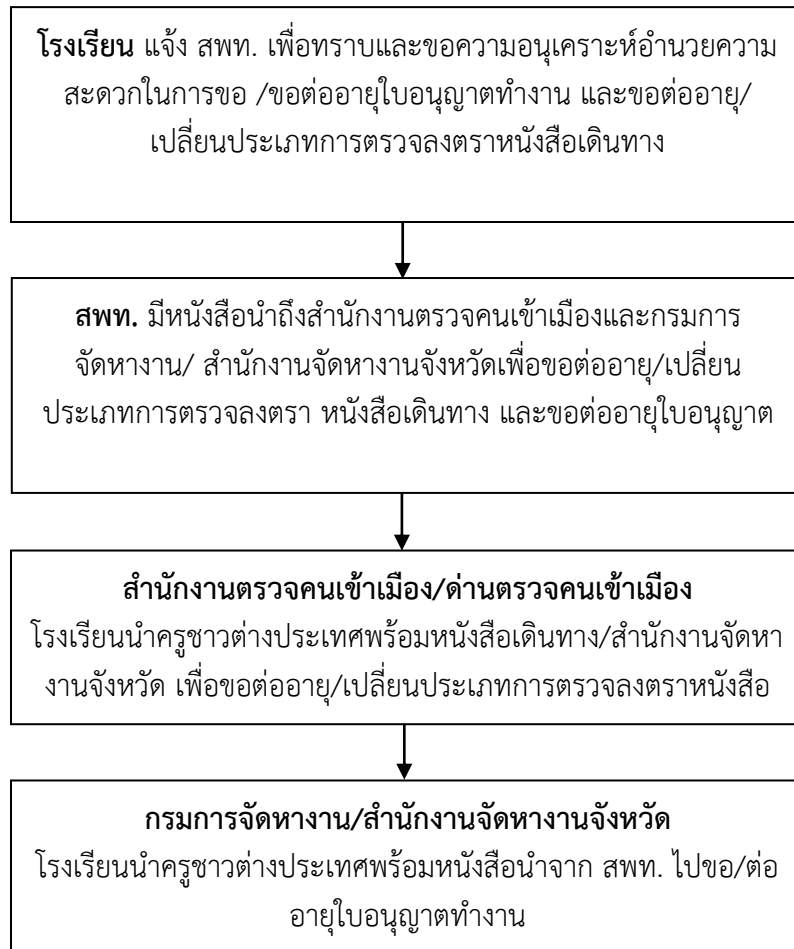 โรงเรียน แจ้ง สพท. เพื่อทราบและขอความอนุเคราะห์อำนวยความ
สะดวกในการขอ /ขอต่ออายุใบอนุญาตทำงาน และขอต่ออายุ/
เปลี่ยนประเภทการตรวจลงตราหนังสือเดินทาง
สพท. มีหนังสือนำถึงสำนักงานตรวจคนเข้าเมืองและกรมการ
จัดหางาน/ สำนักงานจัดหางานจังหวัดเพื่อขอต่ออายุ/เปลี่ยน
ประเภทการตรวจลงตรา หนังสือเดินทาง และขอต่ออายุใบอนุญาต
สำนักงานตรวจคนเข้าเมือง/ด่านตรวจคนเข้าเมือง
โรงเรียนนำครูชาวต่างประเทศพร้อมหนังสือเดินทาง/สำนักงานจัดหา
งานจังหวัด เพื่อขอต่ออายุ/เปลี่ยนประเภทการตรวจลงตราหนังสือ
กรมการจัดหางาน/สำนักงานจัดหางานจังหวัด
โรงเรียนนำครูชาวต่างประเทศพร้อมหนังสือนำจาก สพท. ไปขอ/ต่อ
อายุใบอนุญาตทำงาน